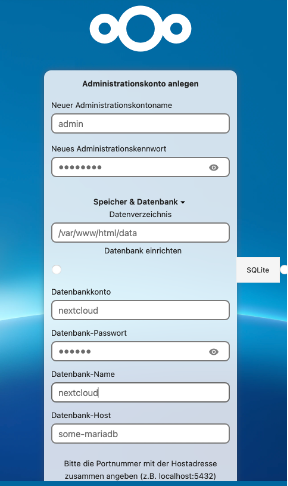 Administrationskonto anlegen
Neuer Administrationskontoname
admin
Neues Administrationskennwort
••••••••
Speicher & Datenbank
Datenverzeichnis
/var/www/html/data
Datenbank einrichten
SQLite
Datenbankkonto
nextcloud
Datenbank-Passwort
••••••
Datenbank-Name
nextcloud
Datenbank-Host
some-mariadb
Bitte die Portnummer mit der Hostadresse
zusammen angeben (z.B. localhost:5432)